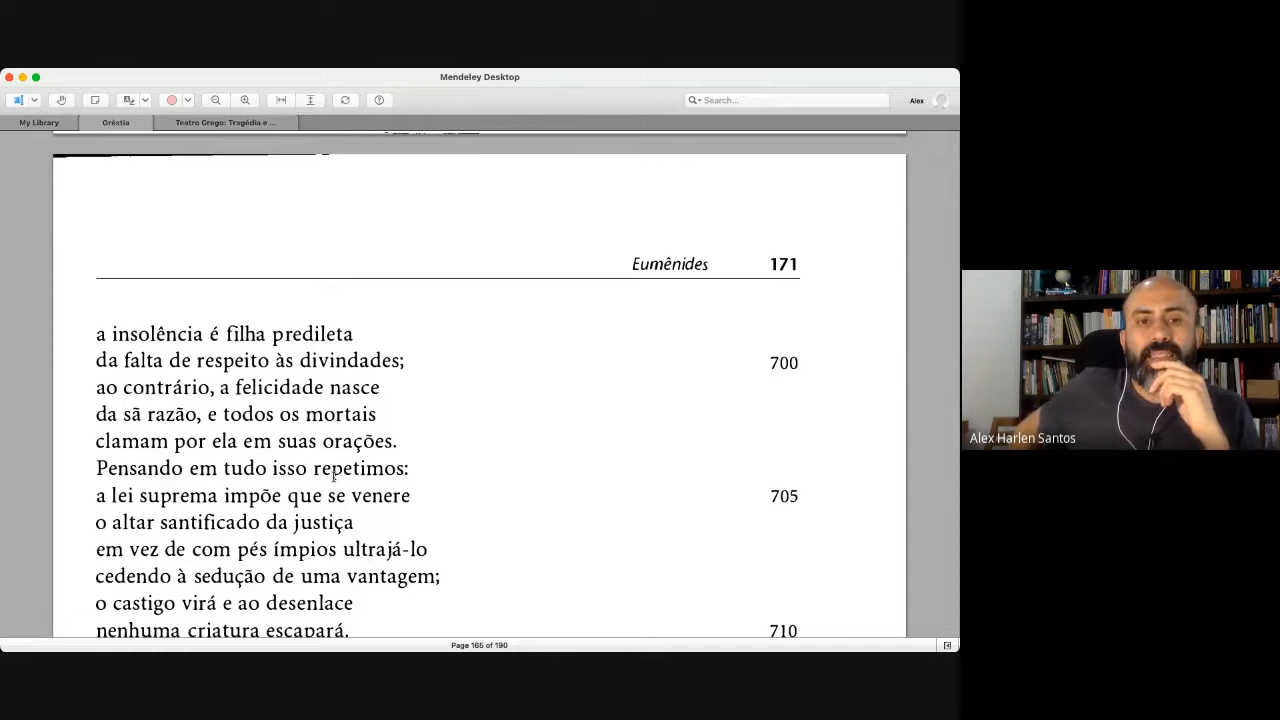 Mendeley Desktop
Search...
Alex
My Library
Oréstia
Teatro Grego: Tragédia e ...
Eumênides 171
a insolência é filha predileta
da falta de respeito às divindades; 700
ao contrário, a felicidade nasce
da sã razão, e todos os mortais
clamam por ela em suas orações.
Pensando em tudo isso repetimos:
a lei suprema impõe que se venere 705
o altar santificado da justiça
em vez de com pés ímpios ultrajá-lo
cedendo à sedução de uma vantagem;
o castigo virá e ao desenlace
nenhuma criatura escapará. 710
Page 165 of 190
Alex Harlen Santos